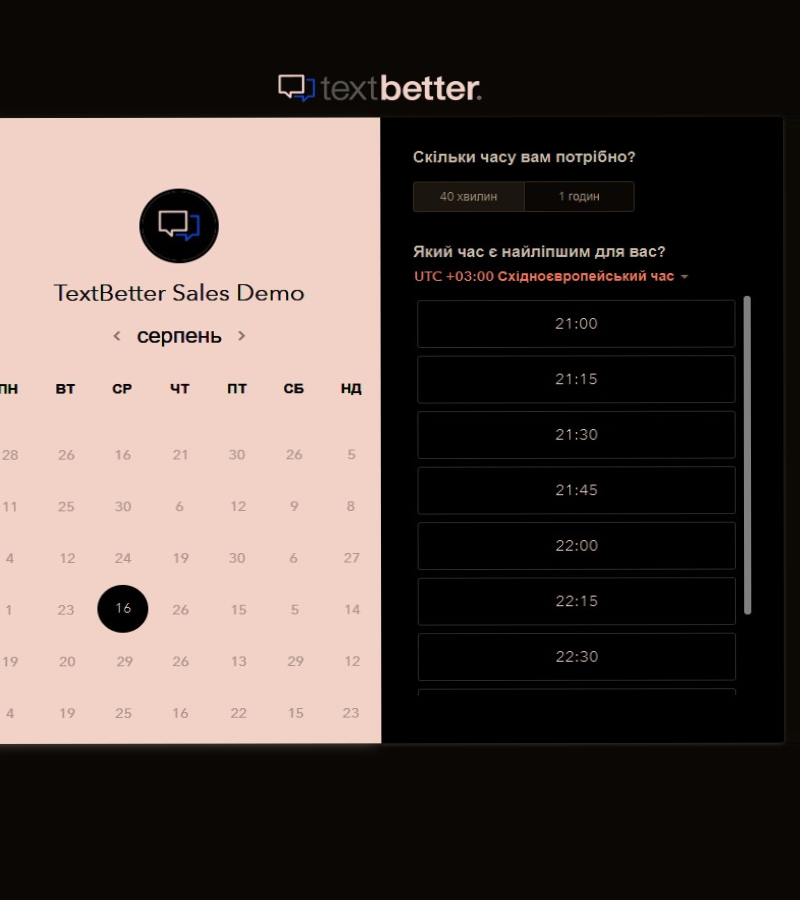 textbetter.
TextBetter Sales Demo
серпень
ПН ВТ СР ЧТ ПТ СБ НД
28 26 16 21 30 26 5
11 25 30 6 12 9 8
4 12 24 19 30 6 27
1 23 16 26 15 5 14
19 20 29 26 13 29 12
4 19 25 16 22 15 23
Скільки часу вам потрібно?
40 хвилин 1 годин
Який час є найліпшим для вас?
UTC +03:00 Східноєвропейський час
21:00
21:15
21:30
21:45
22:00
22:15
22:30